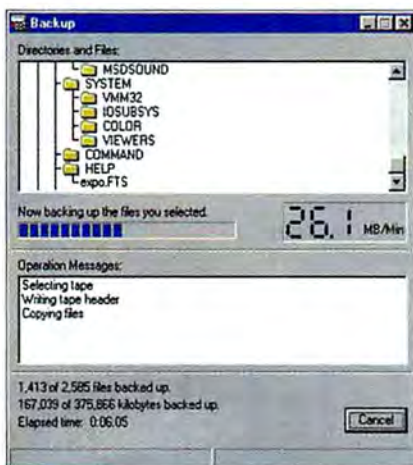 Backup
Directories and Files:
MSDSOUND
SYSTEM
VMM32
IOSUBSYS
COLOR
VIEWERS
COMMAND
HELP
expo.FTS
Now backing up the files you selected.
26.1 MB/Min
Operation Messages:
Selecting tape
Writing tape header
Copying files
1,413 of 2,585 files backed up.
167,039 of 375,866 kilobytes backed up.
Elapsed time: 0:06.05
Cancel